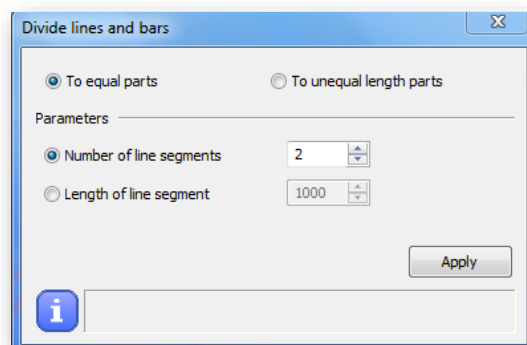 Divide lines and bars
To equal parts To unequal length parts
Parameters
Number of line segments 2
Length of line segment 1000
Apply